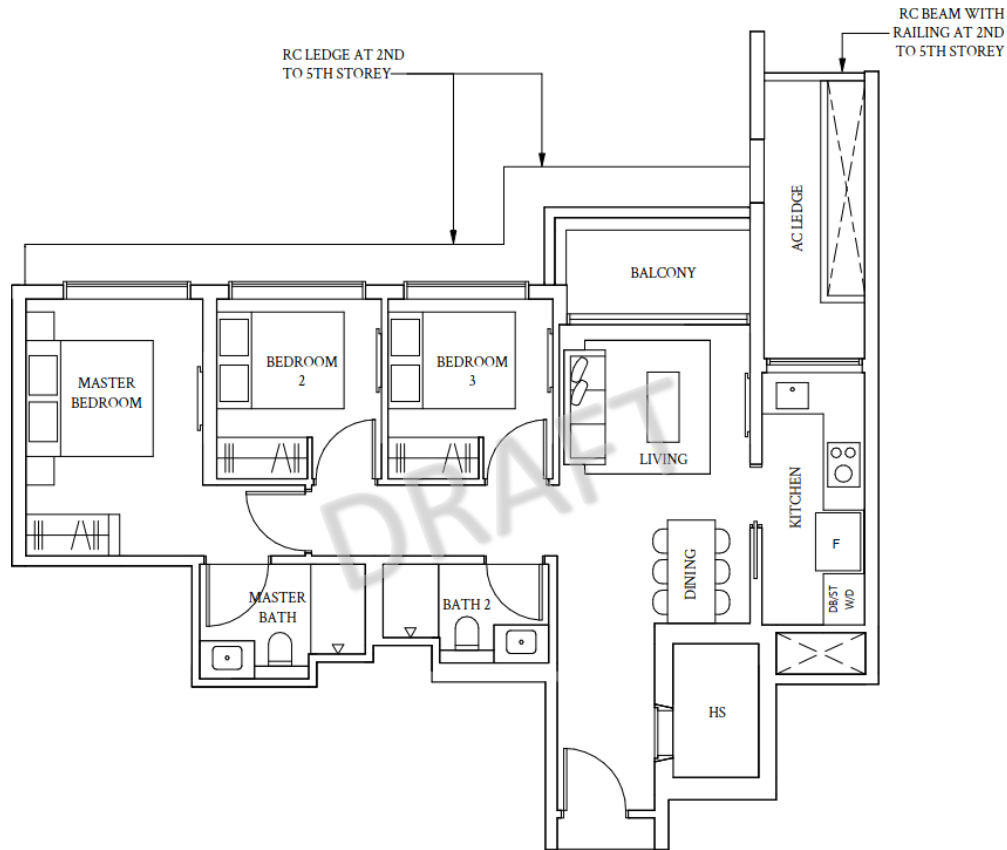 RC BEAM WITH
RAILING AT 2ND
TO 5TH STOREY
RC LEDGE AT 2ND
TO 5TH STOREY
AC LEDGE
BALCONY
MASTER
BEDROOM
BEDROOM
2
BEDROOM
3
LIVING
KITCHEN
DRAFT
F
DINING
DB/ST
W/D
MASTER
BATH
BATH 2
HS